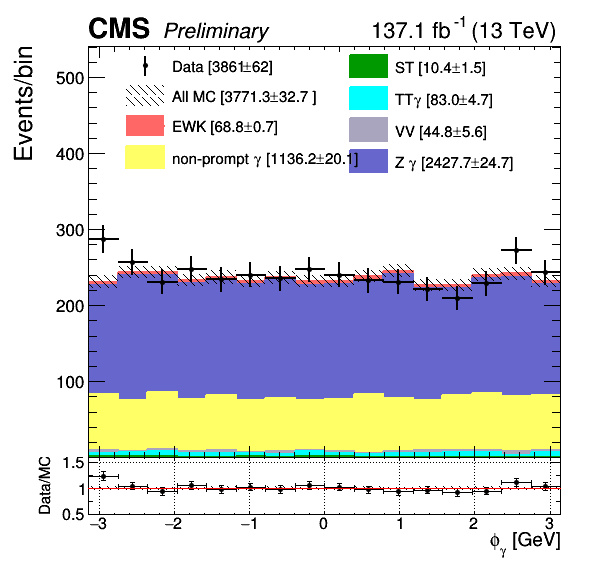 CMS Preliminary 137.1 fb⁻¹ (13 TeV)
Events/bin
500
400
300
200
100
Data [3861±62]
All MC [3771.3±32.7 ]
EWK [68.8±0.7]
non-prompt γ [1136.2±20.1]
ST [10.4±1.5]
TTγ [83.0±4.7]
VV [44.8±5.6]
Z γ [2427.7±24.7]
Data/MC
1.5
1
0.5
−3 −2 −1 0 1 2 3
ϕγ [GeV]